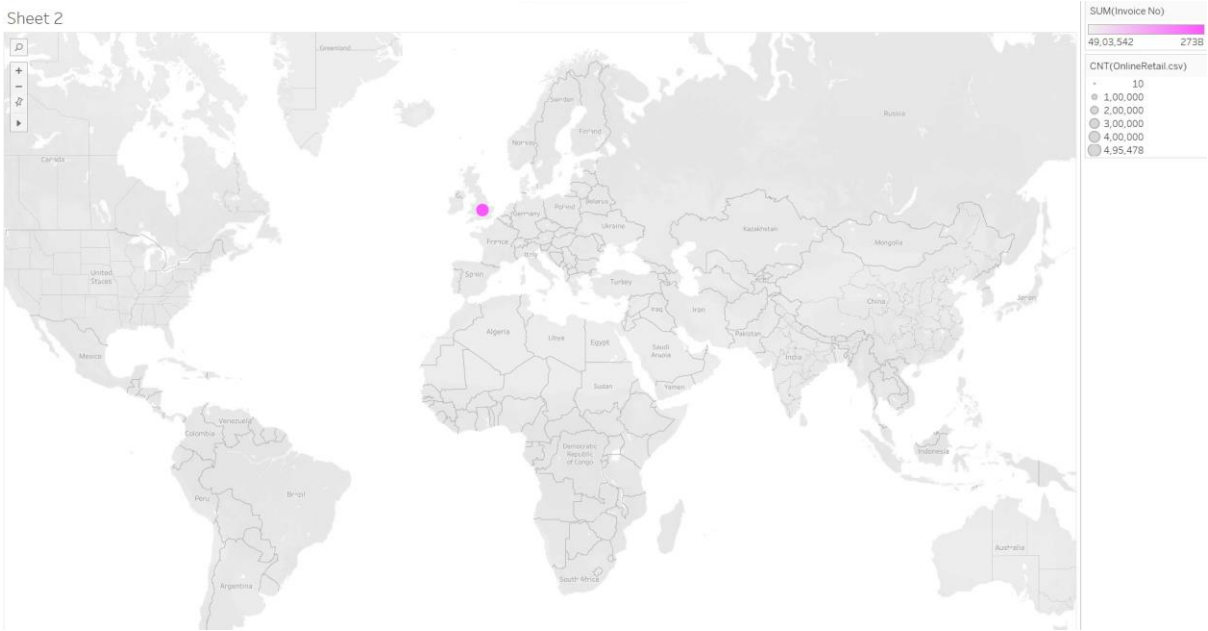 Sheet 2
SUM(Invoice No)
49,03,542 273B
CNT(OnlineRetail.csv)
10
1,00,000
2,00,000
3,00,000
4,00,000
4,95,478
Greenland
Sweden
Finland
Russia
Norway
Canada
Poland
Belarus
Germany
Ukraine
France
Kazakhstan
Mongolia
Italy
United
States
Spain
Turkey
China
Japan
Iraq
Iran
Algeria
Libya
Egypt
Pakistan
Saudi
Arabia
India
Mexico
Sudan
Yemen
Venezuela
Colombia
Democratic
Republic
of Congo
Indonesia
Peru
Brazil
Australia
South Africa
Argentina